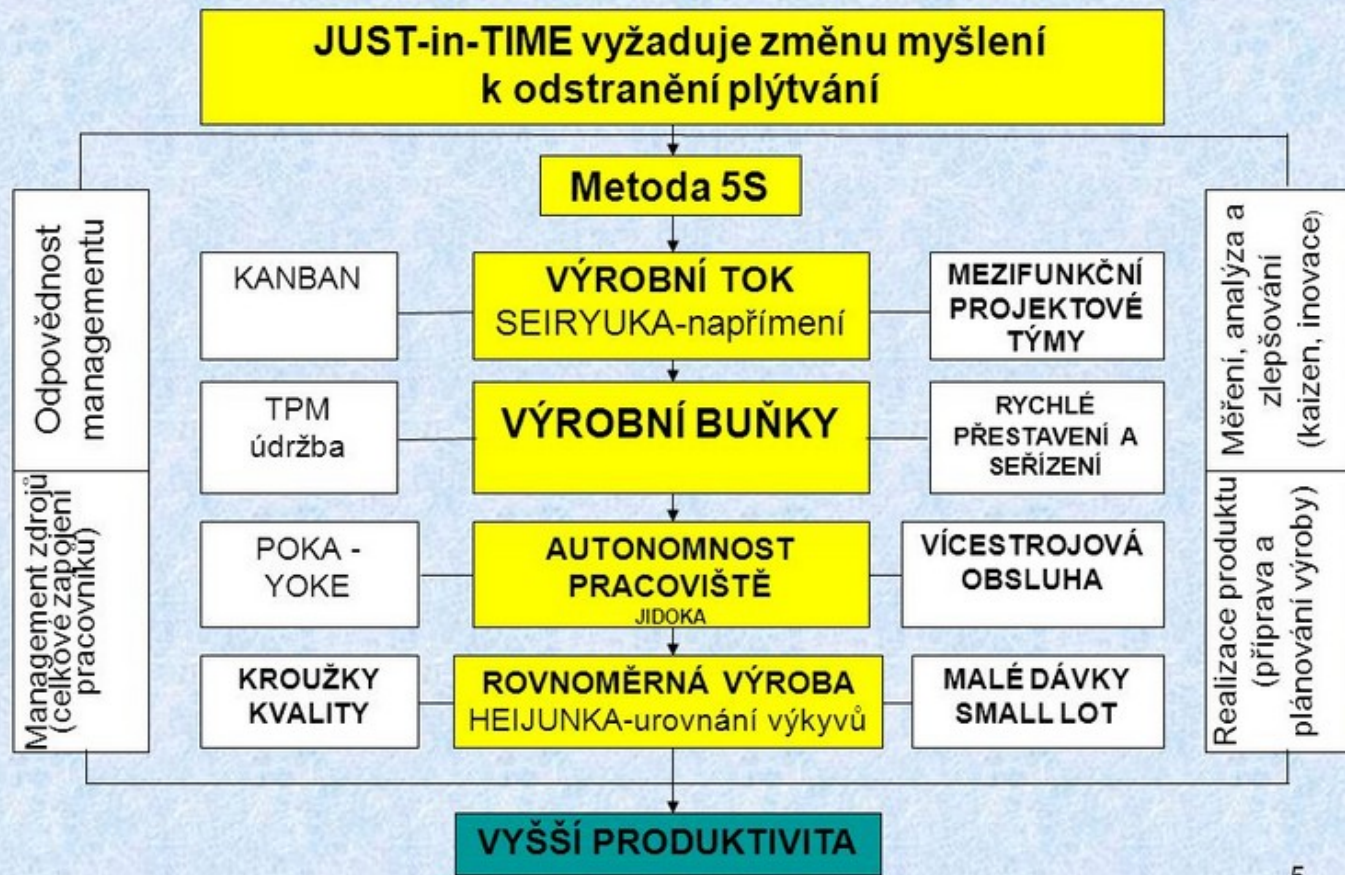 JUST-in-TIME vyžaduje změnu myšlení
k odstranění plýtvání
Metoda 5S
Odpovědnost
managementu
Management zdrojů
(celkové zapojení
pracovníků)
KANBAN
VÝROBNÍ TOK
SEIRYUKA-napřímení
MEZIFUNKČNÍ
PROJEKTOVÉ
TÝMY
TPM
údržba
VÝROBNÍ BUŇKY
RYCHLÉ
PŘESTAVENÍ A
SEŘÍZENÍ
POKA -
YOKE
AUTONOMNOST
PRACOVIŠTĚ
JIDOKA
VÍCESTROJOVÁ
OBSLUHA
KROUŽKY
KVALITY
ROVNOMĚRNÁ VÝROBA
HEIJUNKA-urovnání výkyvů
MALÉ DÁVKY
SMALL LOT
Měření, analýza a
zlepšování
(kaizen, inovace)
Realizace produktu
(příprava a
plánování výroby)
VYŠŠÍ PRODUKTIVITA
5